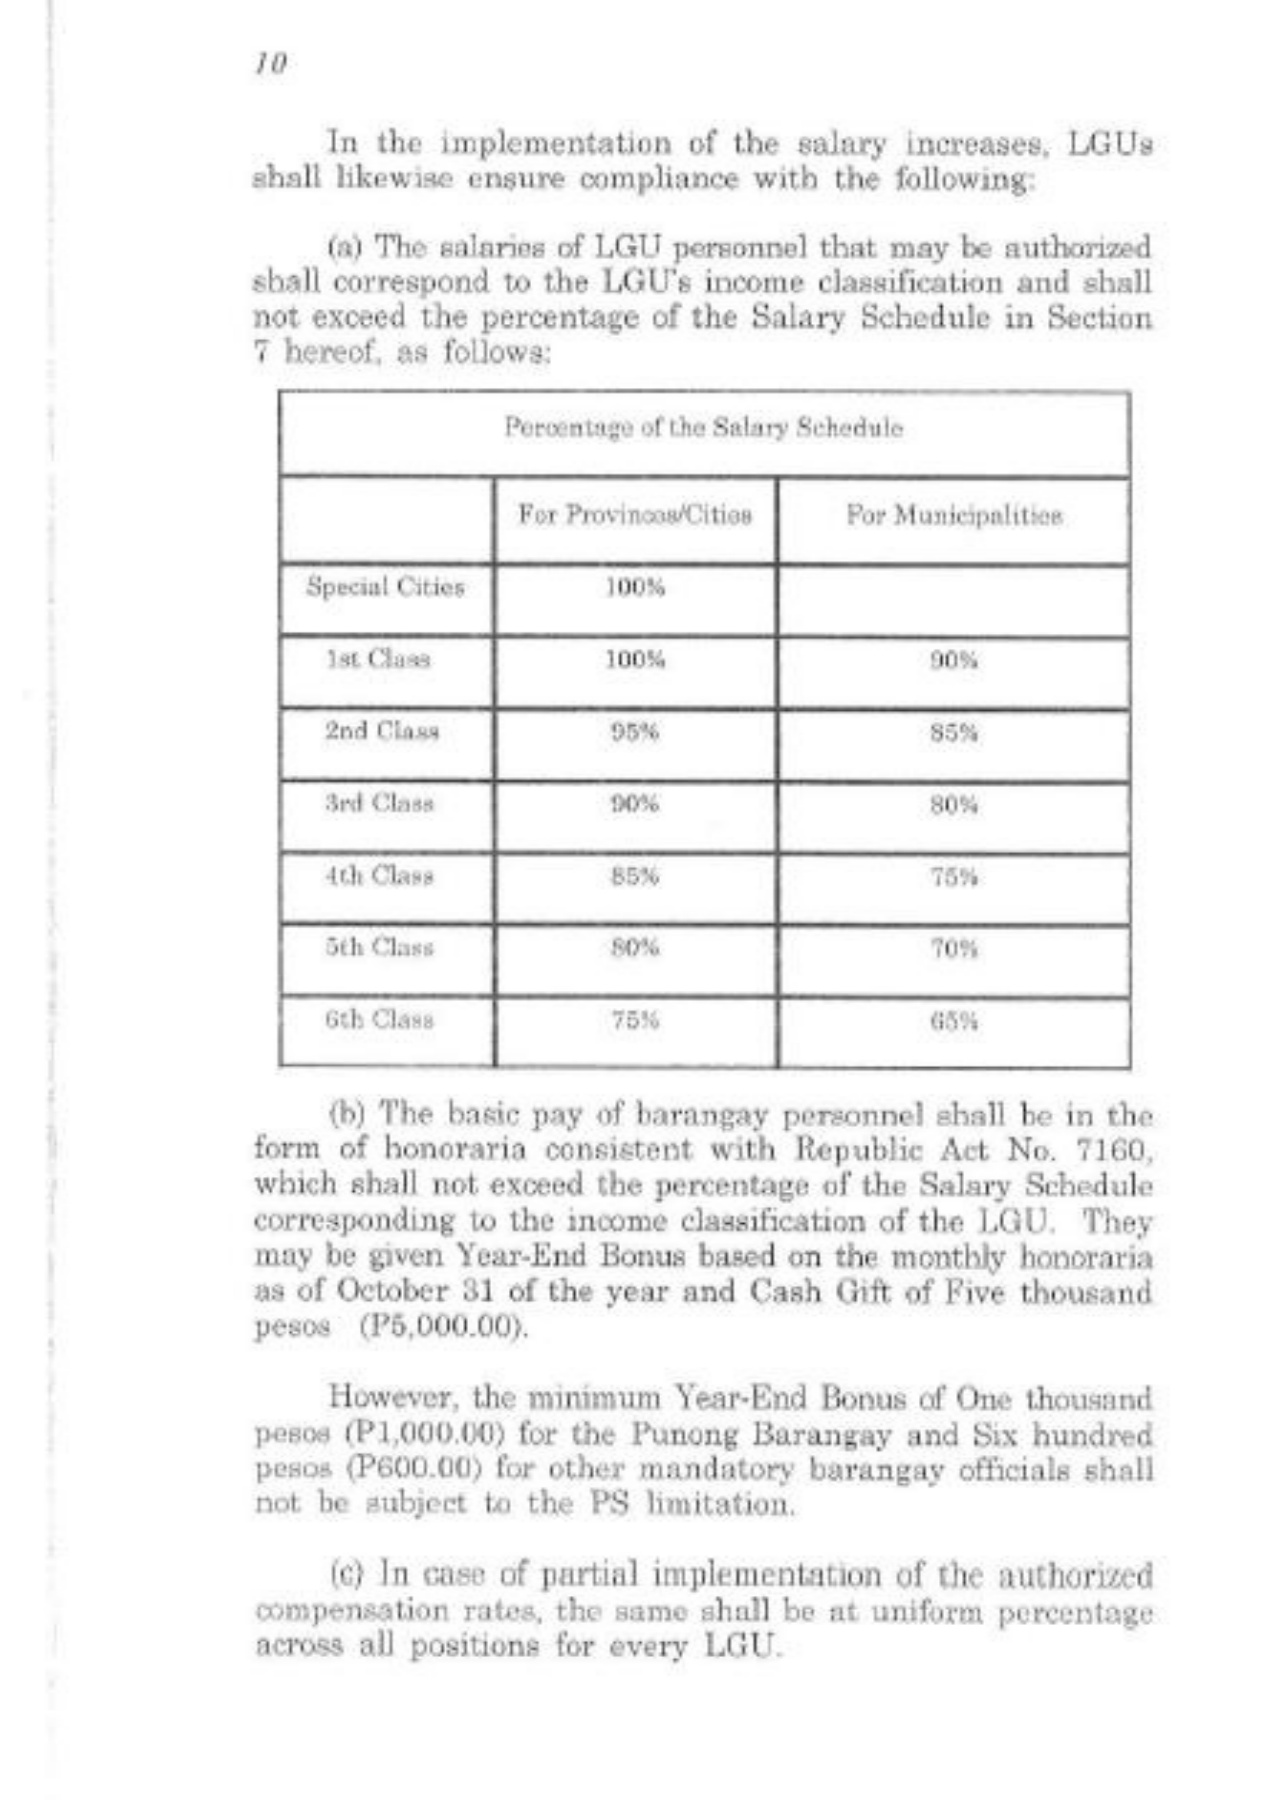 10
In the implementation of the salary increases, LGUs
shall likewise ensure compliance with the following:
(a) The salaries of LGU personnel that may be authorized
shall correspond to the LGU's income classification and shall
not exceed the percentage of the Salary Schedule in Section
7 hereof, as follows:
Percentage of the Salary Schedule
For Provinces/Cities For Municipalities
Special Cities 100%
1st Class 100% 90%
2nd Class 95% 85%
3rd Class 90% 80%
4th Class 85% 75%
5th Class 80% 70%
6th Class 75% 65%
(b) The basic pay of barangay personnel shall be in the
form of honoraria consistent with Republic Act No. 7160,
which shall not exceed the percentage of the Salary Schedule
corresponding to the income classification of the LGU. They
may be given Year-End Bonus based on the monthly honoraria
as of October 31 of the year and Cash Gift of Five thousand
pesos (P5,000.00).
However, the minimum Year-End Bonus of One thousand
pesos (P1,000.00) for the Punong Barangay and Six hundred
pesos (P600.00) for other mandatory barangay officials shall
not be subject to the PS limitation.
(c) In case of partial implementation of the authorized
compensation rates, the same shall be at uniform percentage
across all positions for every LGU.